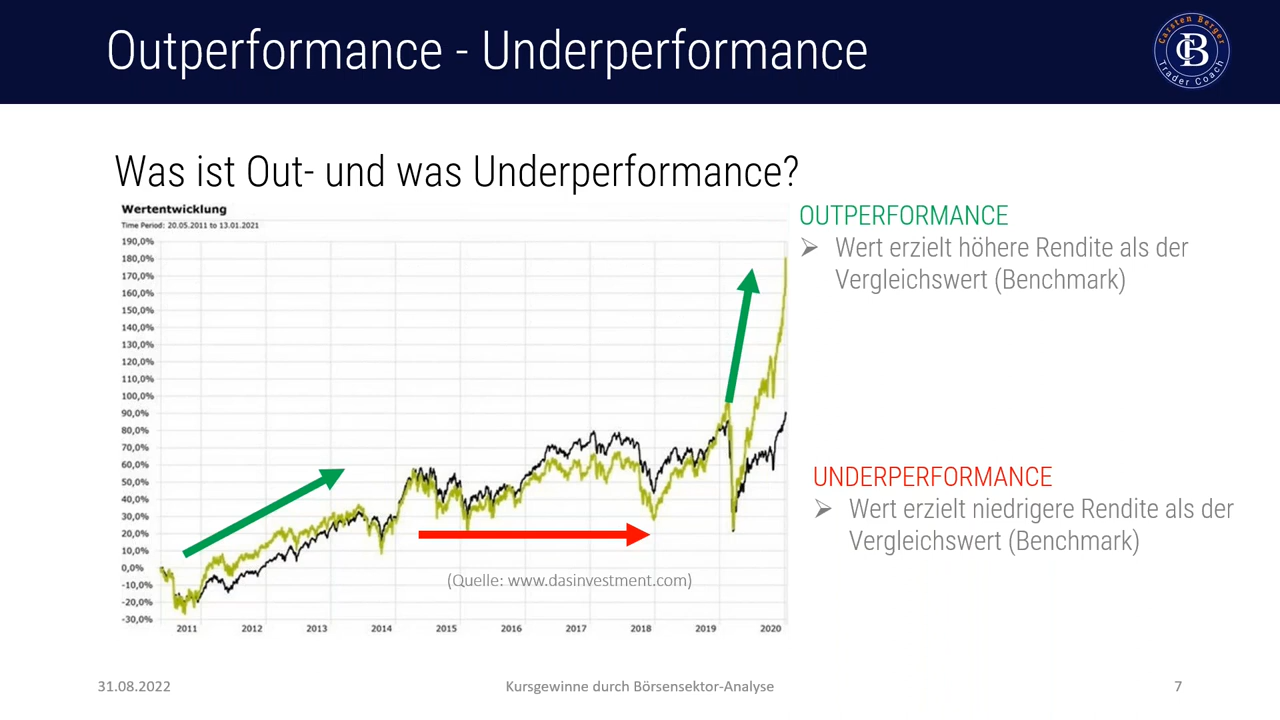 Outperformance - Underperformance
Carsten Berger
CB
Trader Coach
Was ist Out- und was Underperformance?
Wertentwicklung
Time Period: 20.05.2011 to 13.01.2021
190,0%
180,0%
170,0%
160,0%
150,0%
140,0%
130,0%
120,0%
110,0%
100,0%
90,0%
80,0%
70,0%
60,0%
50,0%
40,0%
30,0%
20,0%
10,0%
0,0%
-10,0%
-20,0%
-30,0%
2011 2012 2013 2014 2015 2016 2017 2018 2019 2020
(Quelle: www.dasinvestment.com)
OUTPERFORMANCE
➢ Wert erzielt höhere Rendite als der
Vergleichswert (Benchmark)
UNDERPERFORMANCE
➢ Wert erzielt niedrigere Rendite als der
Vergleichswert (Benchmark)
31.08.2022
Kursgewinne durch Börsensektor-Analyse
7